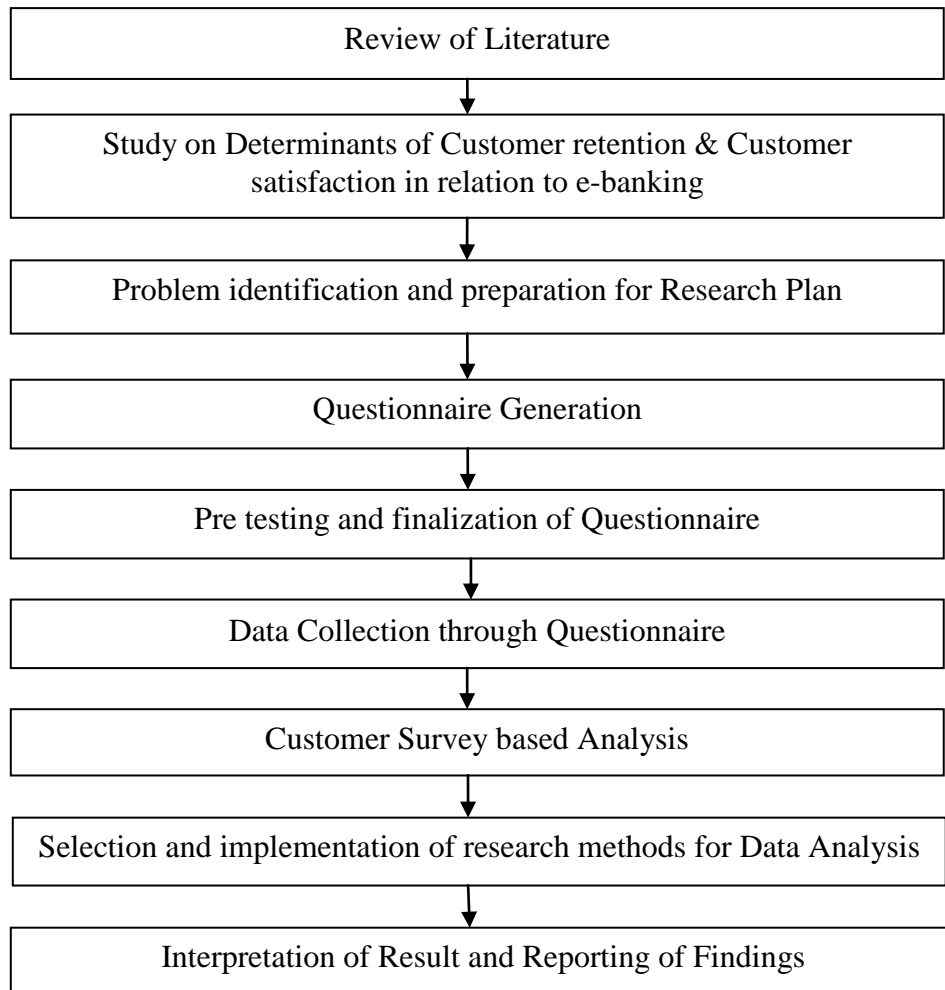 Review of Literature
Study on Determinants of Customer retention & Customer
satisfaction in relation to e-banking
Problem identification and preparation for Research Plan
Questionnaire Generation
Pre testing and finalization of Questionnaire
Data Collection through Questionnaire
Customer Survey based Analysis
Selection and implementation of research methods for Data Analysis
Interpretation of Result and Reporting of Findings